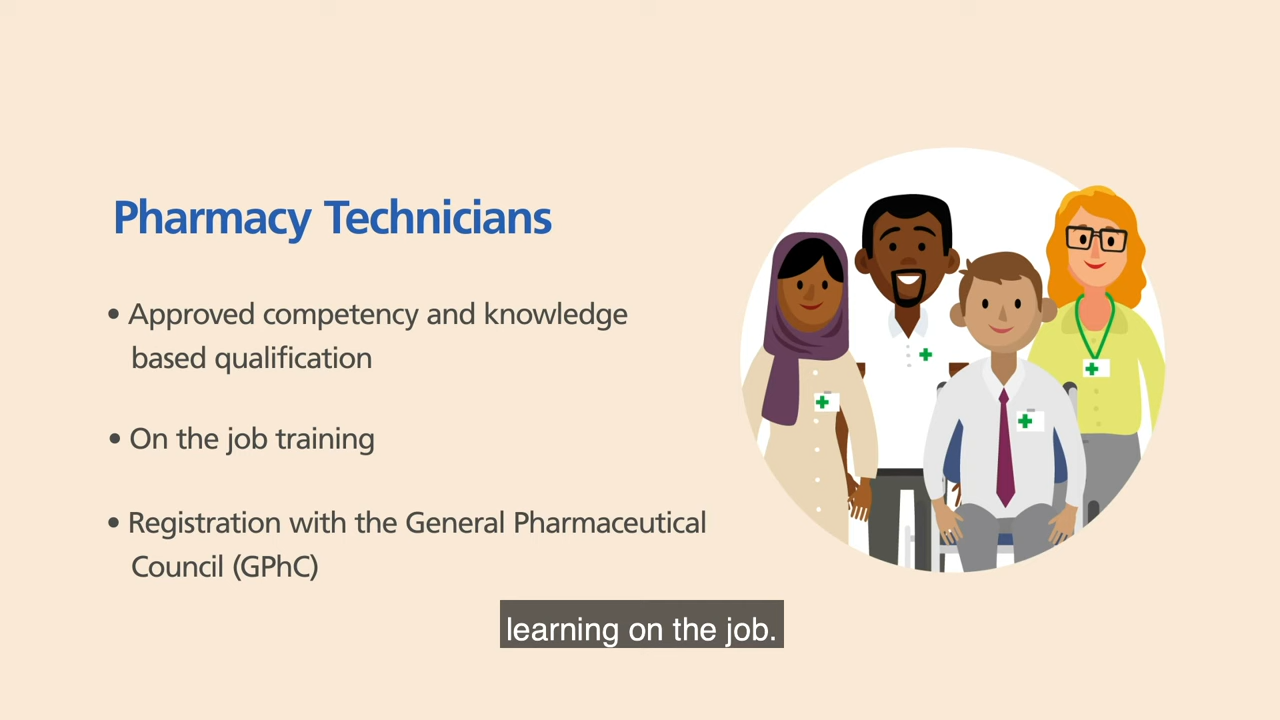 Pharmacy Technicians
• Approved competency and knowledge
based qualification
• On the job training
• Registration with the General Pharmaceutical
Council (GPhC)
learning on the job.